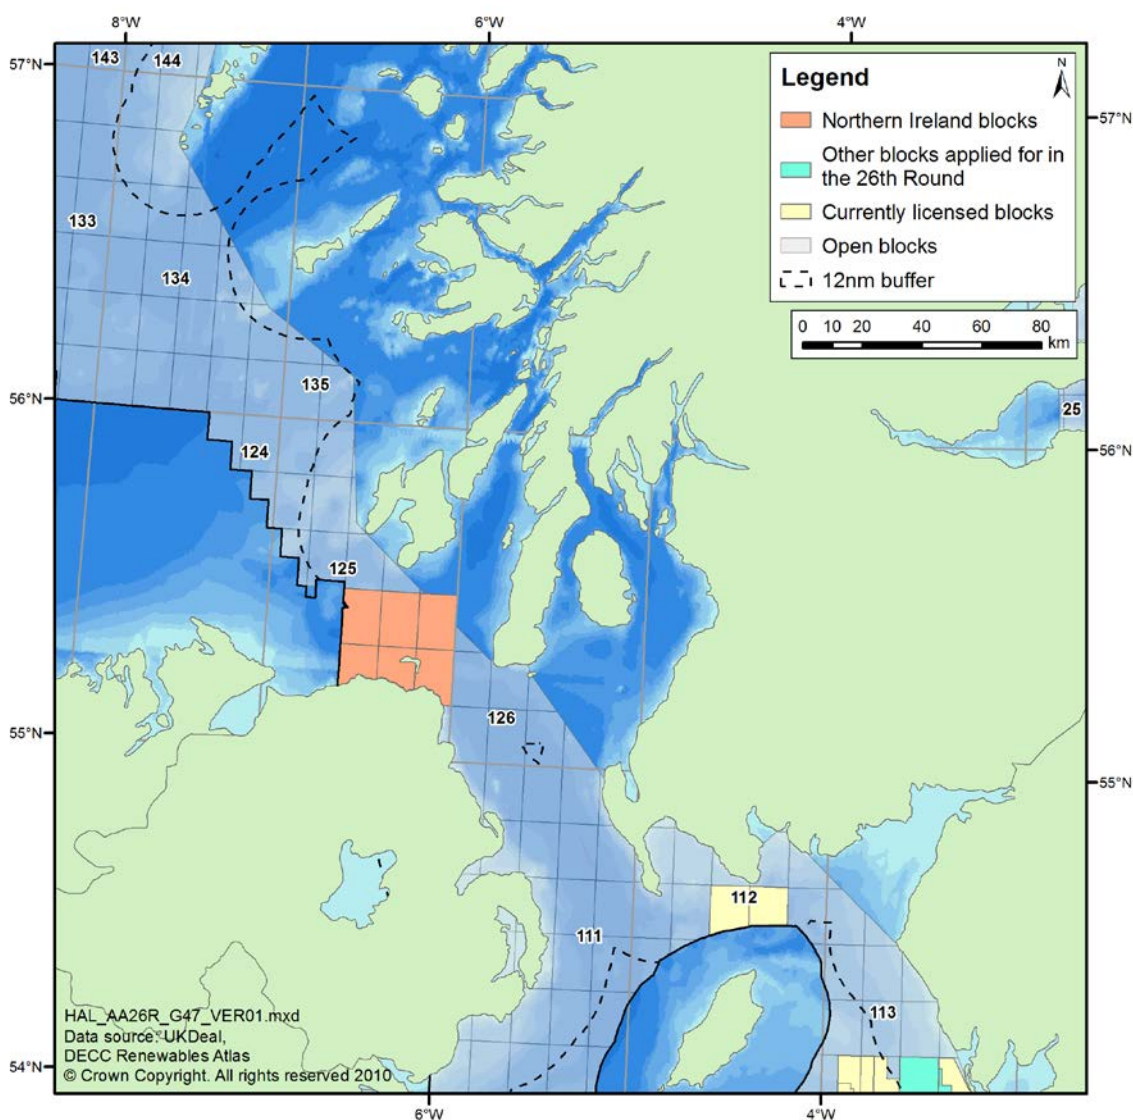 8°W
6°W
4°W
57°N
143
144
Legend
N
Northern Ireland blocks
Other blocks applied for in
the 26th Round
Currently licensed blocks
Open blocks
12nm buffer
0 10 20 40 60 80
km
57°N
133
134
135
56°N
25
124
56°N
125
126
55°N
55°N
112
111
113
HAL_AA26R_G47_VER01.mxd
Data source: UKDeal,
DECC Renewables Atlas
© Crown Copyright. All rights reserved 2010
54°N
6°W
4°W